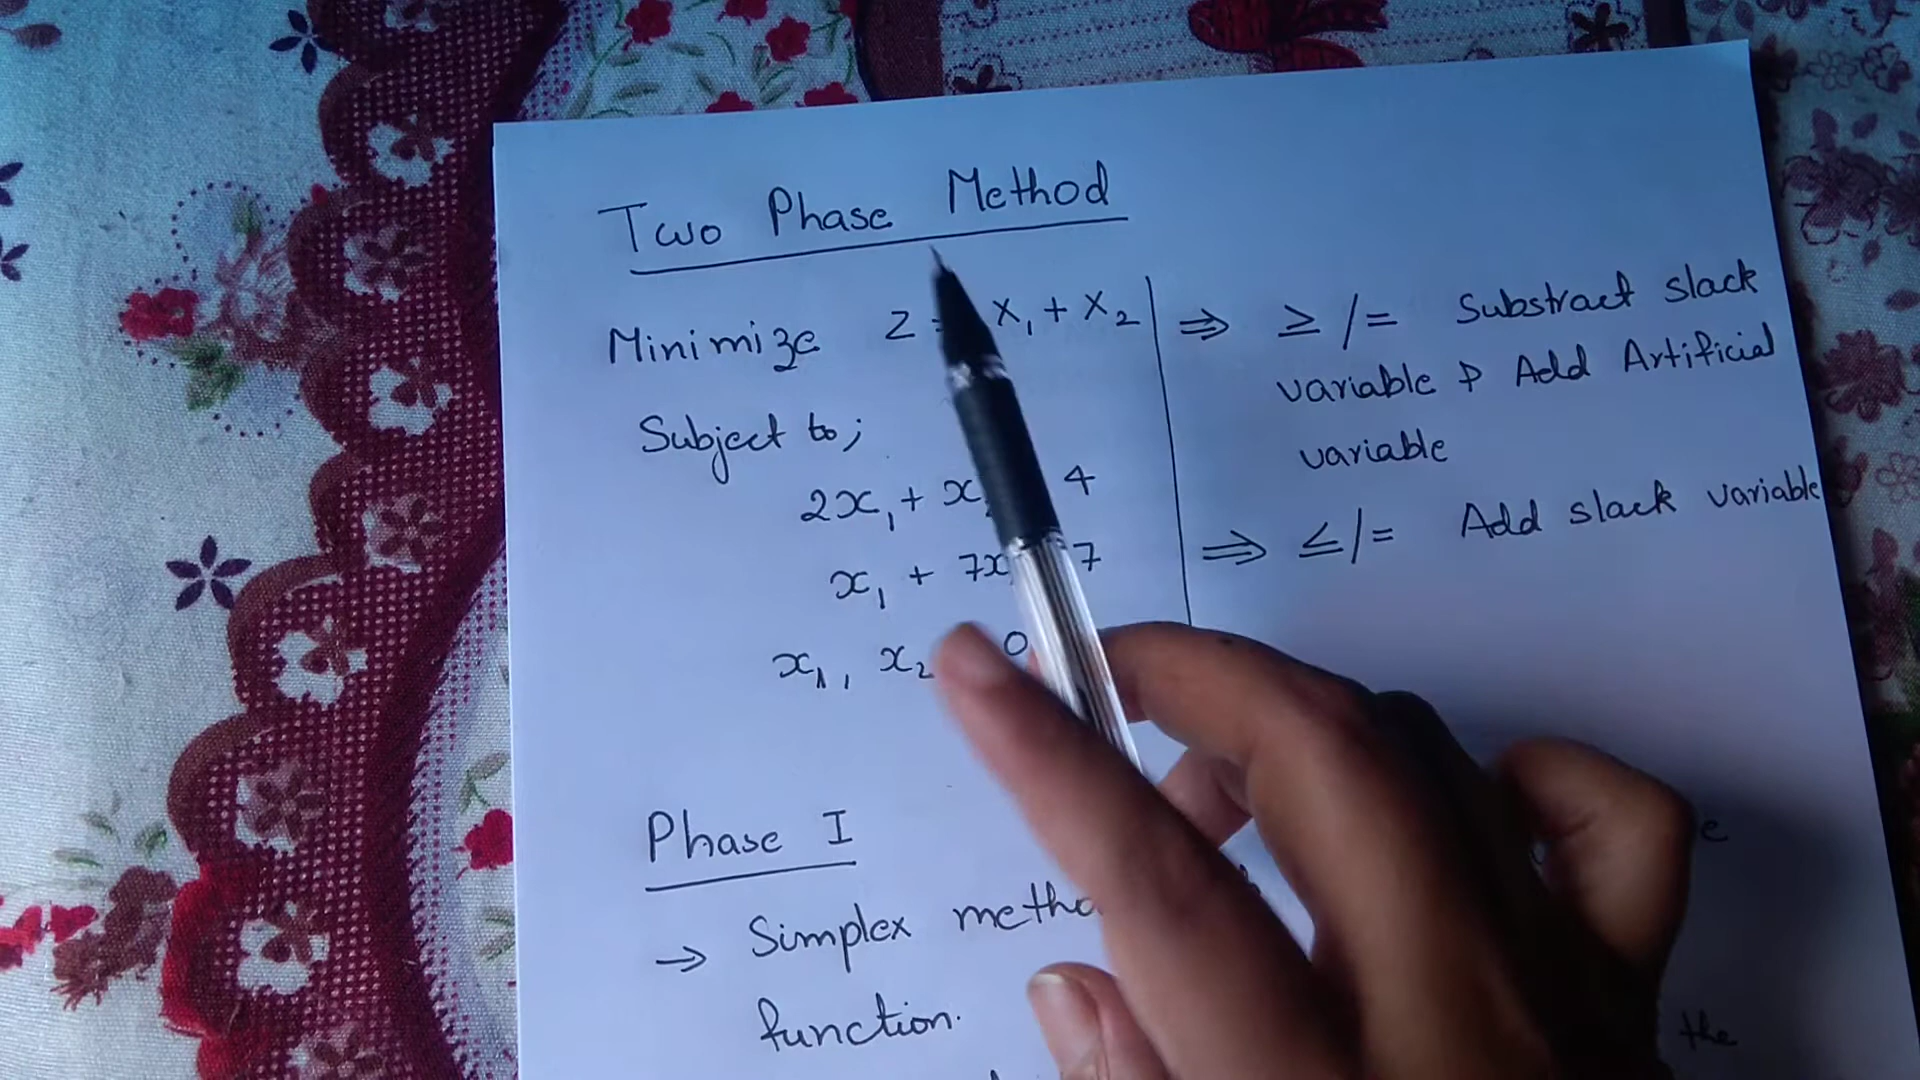 Two Phase Method
Minimize Z = X₁ + X₂
Subject to;
2x₁ + x 4
x₁ + 7x 7
x₁, x₂ 0
⇒ ≥/= Substract slack
variable & Add Artificial
variable
⇒ ≤/= Add slack variable
Phase I
→ Simplex
function.
the